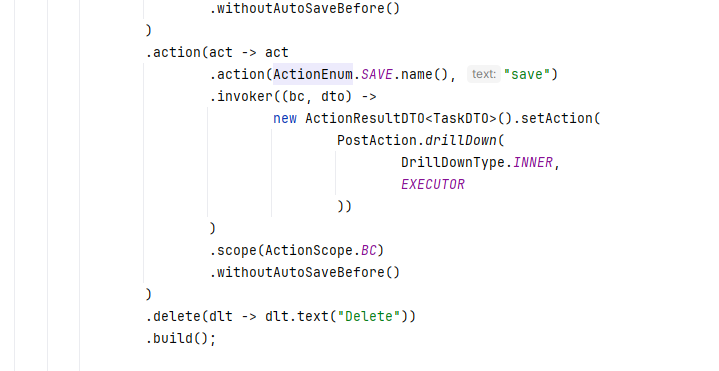 .withoutAutoSaveBefore()
)
.action(act -> act
.action(ActionEnum.SAVE.name(), text: "save")
.invoker((bc, dto) ->
new ActionResultDTO<TaskDTO>().setAction(
PostAction.drillDown(
DrillDownType.INNER,
EXECUTOR
))
)
.scope(ActionScope.BC)
.withoutAutoSaveBefore()
)
.delete(dlt -> dlt.text("Delete"))
.build();